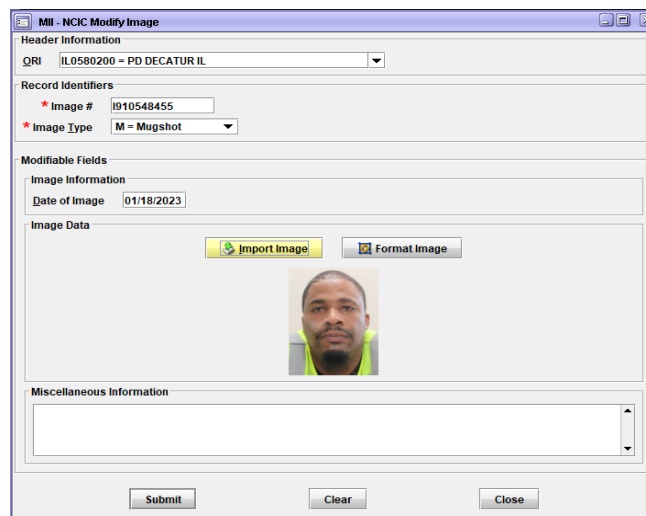 MII - NCIC Modify Image
Header Information
ORI IL0580200 = PD DECATUR IL
Record Identifiers
* Image # I910548455
* Image Type M = Mugshot
Modifiable Fields
Image Information
Date of Image 01/18/2023
Image Data
Import Image Format Image
Miscellaneous Information
Submit Clear Close